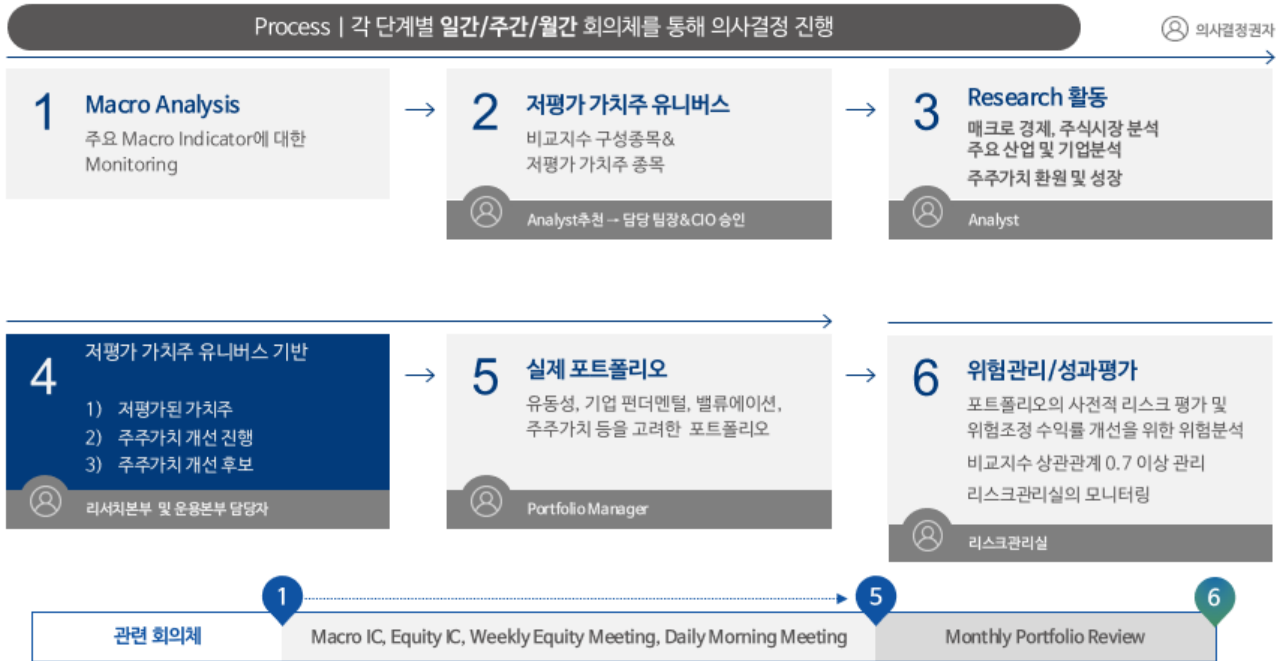 Process | 각 단계별 일간/주간/월간 회의체를 통해 의사결정 진행
의사결정권자
1
Macro Analysis
주요 Macro Indicator에 대한
Monitoring
2
저평가 가치주 유니버스
비교지수 구성종목&
저평가 가치주 종목
Analyst추천 → 담당 팀장&CIO 승인
3
Research 활동
매크로 경제, 주식시장 분석
주요 산업 및 기업분석
주주가치 환원 및 성장
Analyst
4
저평가 가치주 유니버스 기반
1) 저평가된 가치주
2) 주주가치 개선 진행
3) 주주가치 개선 후보
리서치본부 및 운용본부 담당자
5
실제 포트폴리오
유동성, 기업 펀더멘털, 밸류에이션,
주주가치 등을 고려한 포트폴리오
Portfolio Manager
6
위험관리/성과평가
포트폴리오의 사전적 리스크 평가 및
위험조정 수익률 개선을 위한 위험분석
비교지수 상관관계 0.7 이상 관리
리스크관리실의 모니터링
리스크관리실
1
5
6
관련 회의체
Macro IC, Equity IC, Weekly Equity Meeting, Daily Morning Meeting
Monthly Portfolio Review